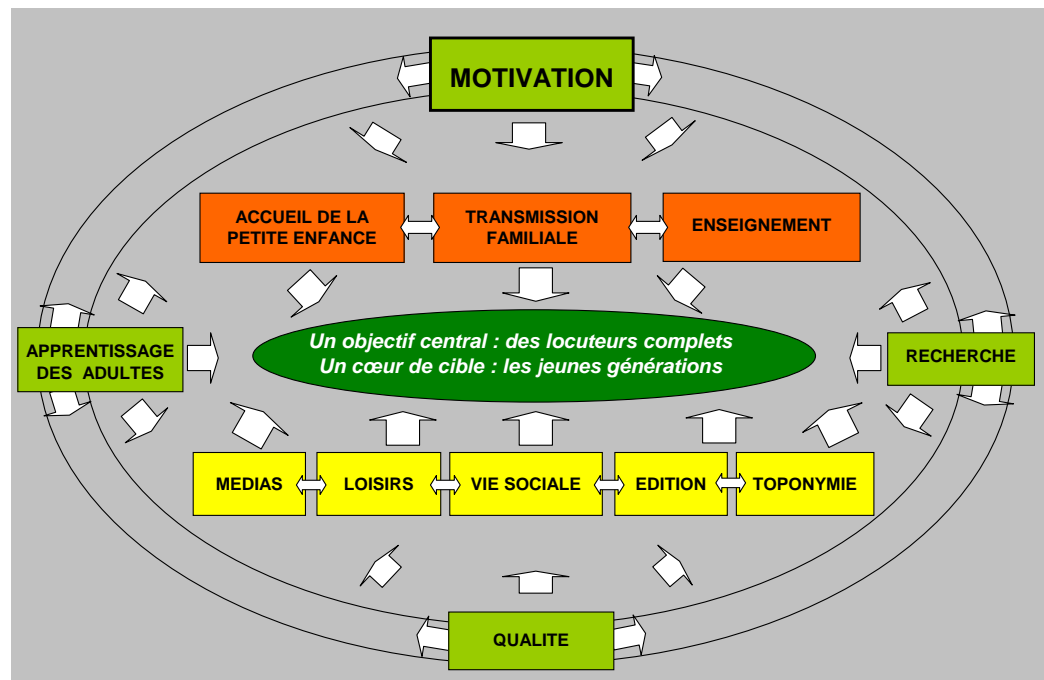 MOTIVATION
ACCUEIL DE LA
PETITE ENFANCE
TRANSMISSION
FAMILIALE
ENSEIGNEMENT
Un objectif central : des locuteurs complets
Un cœur de cible : les jeunes générations
APPRENTISSAGE
DES ADULTES
RECHERCHE
MEDIAS
LOISIRS
VIE SOCIALE
EDITION
TOPONYMIE
QUALITE